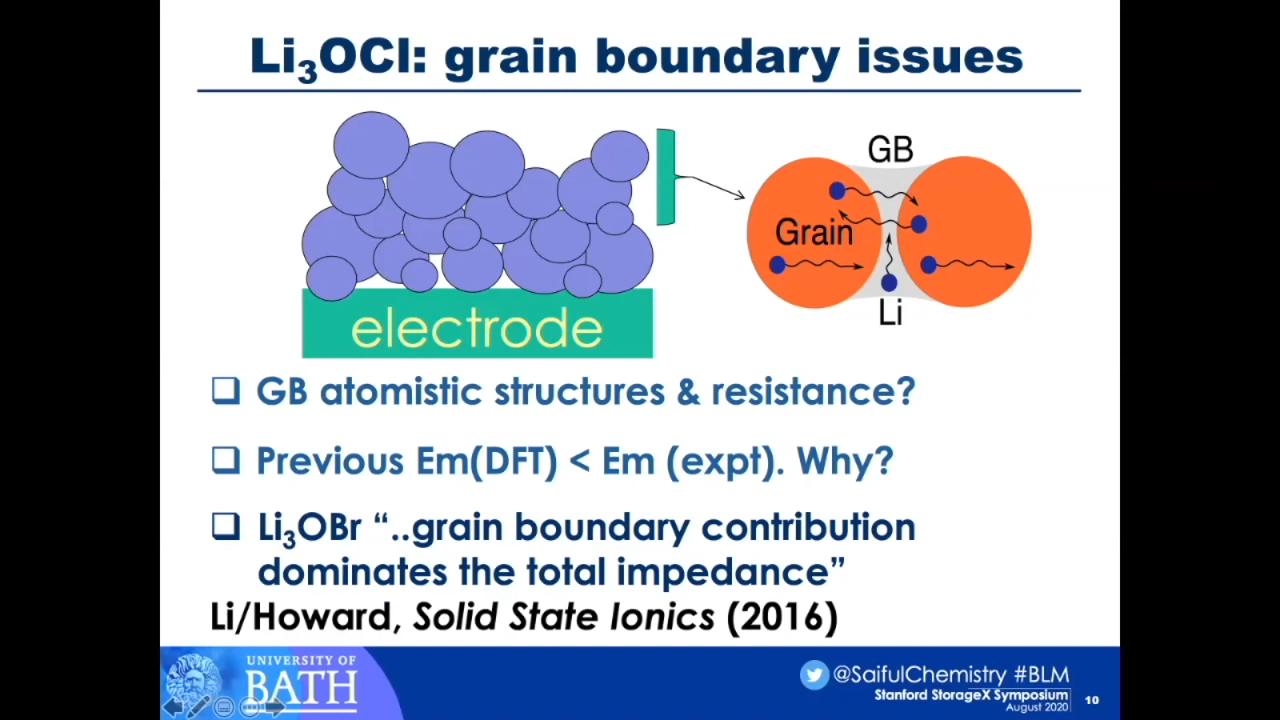 Li₃OCl: grain boundary issues
GB
Grain
Li
electrode
❑ GB atomistic structures & resistance?
❑ Previous Em(DFT) < Em (expt). Why?
❑ Li₃OBr “..grain boundary contribution
dominates the total impedance”
Li/Howard, Solid State Ionics (2016)
UNIVERSITY OF
BATH
@SaifulChemistry #BLM
Stanford StorageX Symposium
August 2020
10